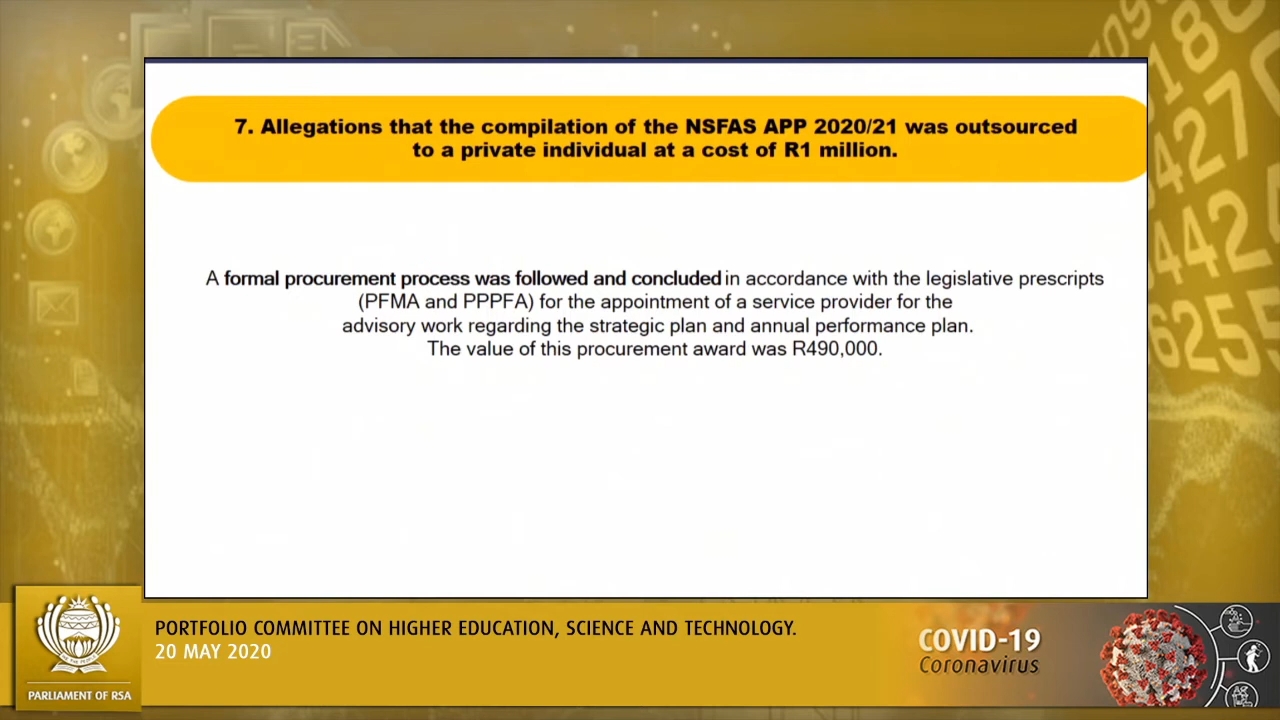 7. Allegations that the compilation of the NSFAS APP 2020/21 was outsourced
to a private individual at a cost of R1 million.
A formal procurement process was followed and concluded in accordance with the legislative prescripts
(PFMA and PPPFA) for the appointment of a service provider for the
advisory work regarding the strategic plan and annual performance plan.
The value of this procurement award was R490,000.
PORTFOLIO COMMITTEE ON HIGHER EDUCATION, SCIENCE AND TECHNOLOGY.
20 MAY 2020
PARLIAMENT OF RSA
COVID-19
Coronavirus